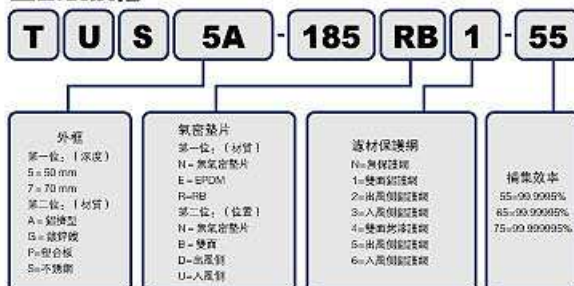 T U S 5A - 185 RB 1 - 55
外框
第一位：（深度）
5 = 50 mm
7 = 70 mm
第二位：（材質）
A = 鋁擠型
G = 鍍鋅鋼
P=塑合板
S=不銹鋼
氣密墊片
第一位：（材質）
N = 無氣密墊片
E = EPDM
R=RB
第二位：（位置）
N = 無氣密墊片
B = 雙面
D=出風側
U=入風側
濾材保護網
N=無保護網
1=雙面鋁護網
2=出風側鋁護網
3=入風側鋁護網
4=雙面烤漆護網
5=出風側鋁護網
6=入風側鋁護網
捕集效率
55=99.9995%
65=99.99995%
75=99.999995%